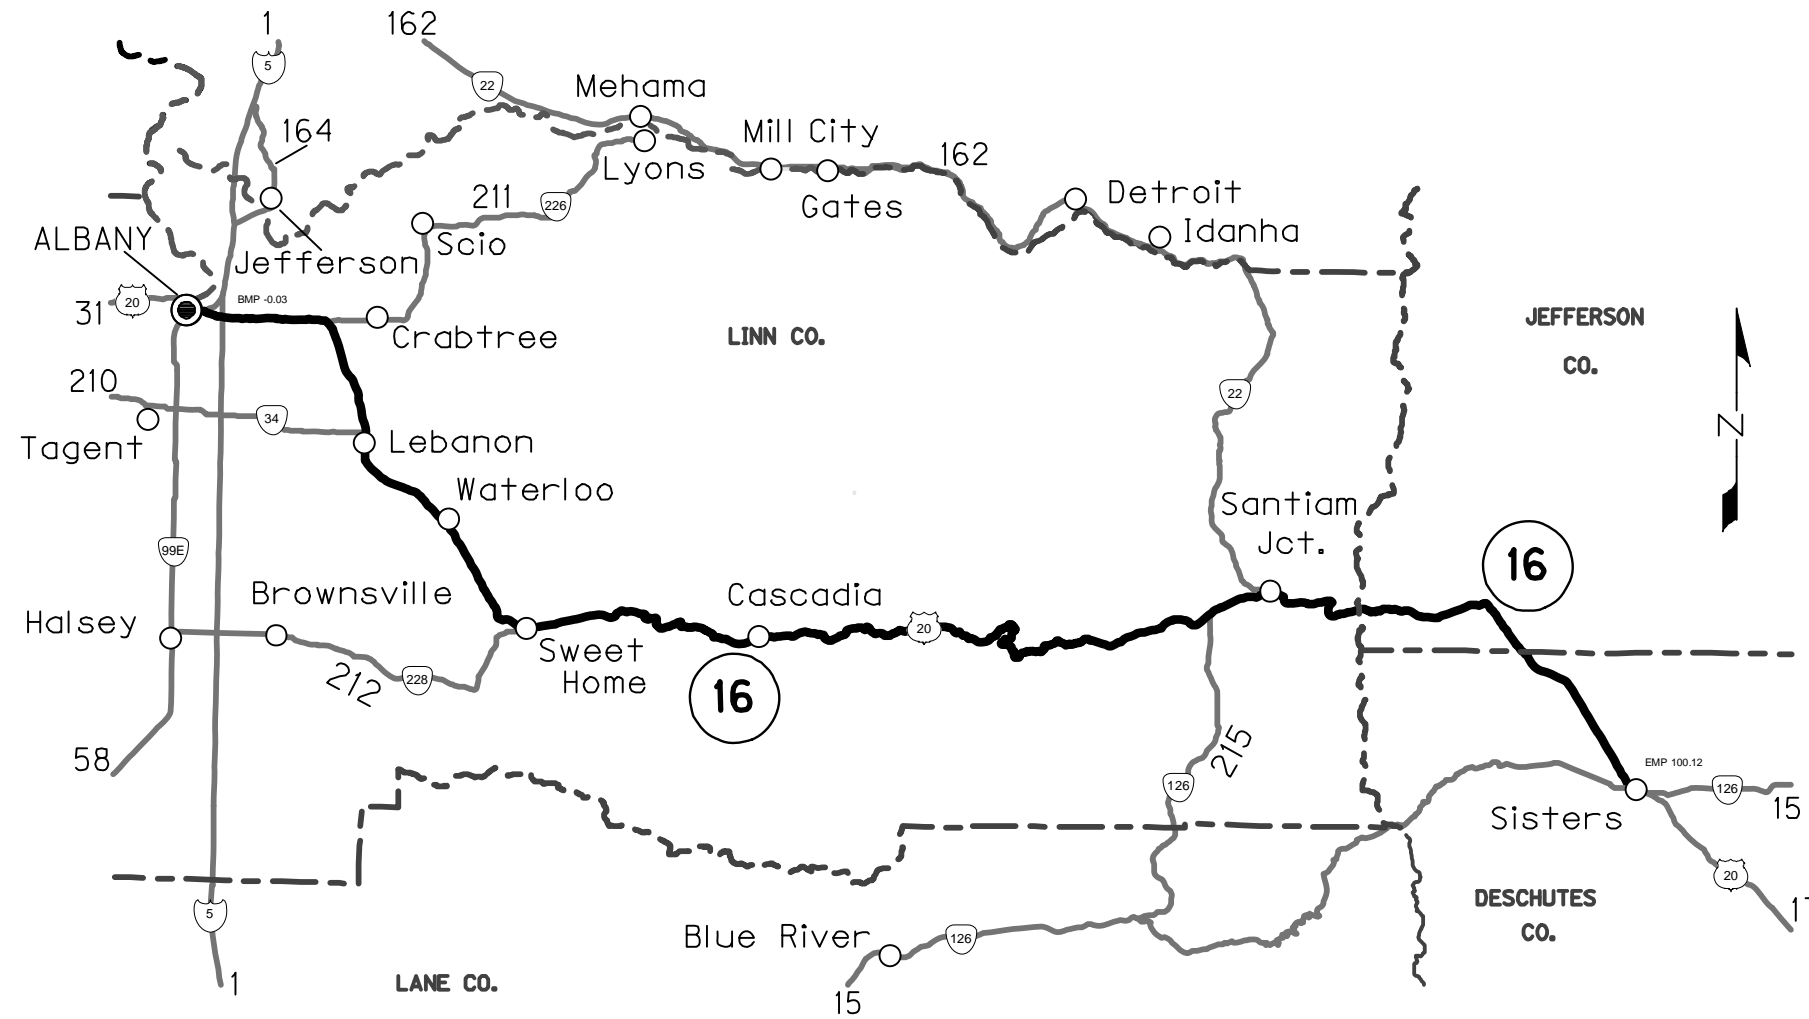 1
162
5
22
Mehama
164
Mill City
Lyons
162
211
226
Gates
Detroit
Scio
Idanha
ALBANY
Jefferson
20
31
BMP -0.03
Crabtree
LINN CO.
JEFFERSON
CO.
210
34
22
Tagent
Lebanon
N
Waterloo
Santiam
Jct.
99E
16
Brownsville
Cascadia
Halsey
20
Sweet
Home
212
228
16
58
215
EMP 100.12
126
126
15
Sisters
20
DESCHUTES
CO.
5
17
Blue River
126
LANE CO.
1
15